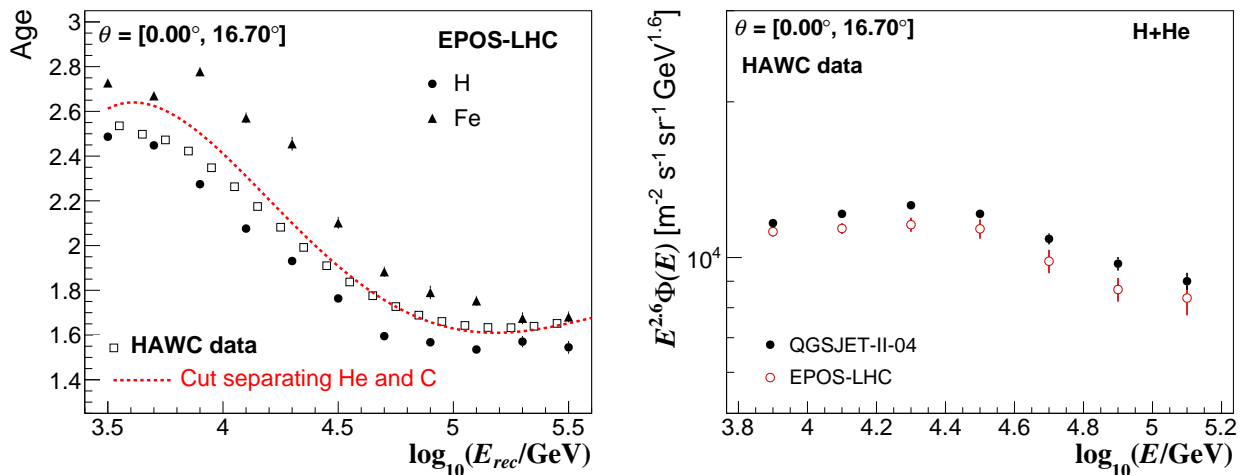 Age
3
2.8
2.6
2.4
2.2
2
1.8
1.6
1.4
θ = [0.00°, 16.70°]
EPOS-LHC
H
Fe
HAWC data
Cut separating He and C
3.5
4
4.5
5
5.5
log10(Erec/GeV)
E2.6Φ(E) [m-2 s-1 sr-1 GeV1.6]
104
θ = [0.00°, 16.70°]
H+He
HAWC data
QGSJET-II-04
EPOS-LHC
3.8
4
4.2
4.4
4.6
4.8
5
5.2
log10(E/GeV)